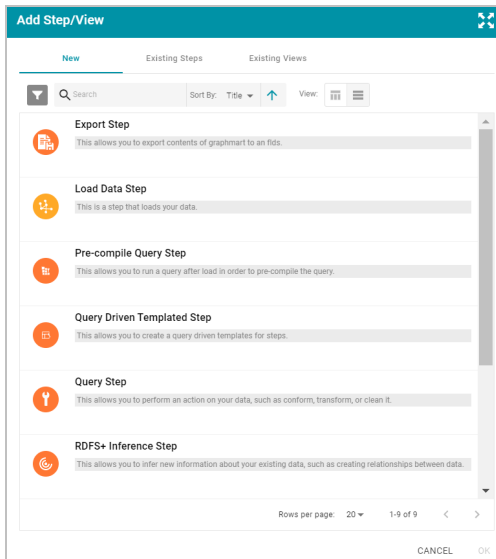 Add Step/View
New Existing Steps Existing Views
Search Sort By: Title View:
Export Step
This allows you to export contents of graphmart to an flds.
Load Data Step
This is a step that loads your data.
Pre-compile Query Step
This allows you to run a query after load in order to pre-compile the query.
Query Driven Templated Step
This allows you to create a query driven templates for steps.
Query Step
This allows you to perform an action on your data, such as conform, transform, or clean it.
RDFS+ Inference Step
This allows you to infer new information about your existing data, such as creating relationships between data.
Rows per page: 20 1-9 of 9
CANCEL OK